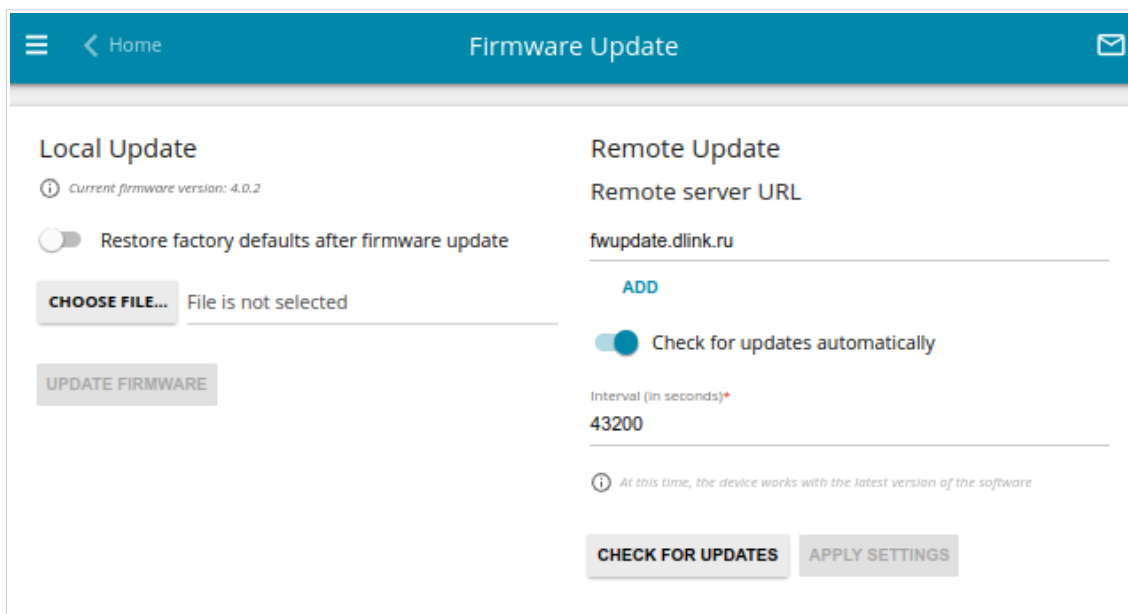 Home
Firmware Update
Local Update
Current firmware version: 4.0.2
Restore factory defaults after firmware update
CHOOSE FILE... File is not selected
UPDATE FIRMWARE
Remote Update
Remote server URL
fwupdate.dlink.ru
ADD
Check for updates automatically
Interval (in seconds)*
43200
At this time, the device works with the latest version of the software
CHECK FOR UPDATES APPLY SETTINGS